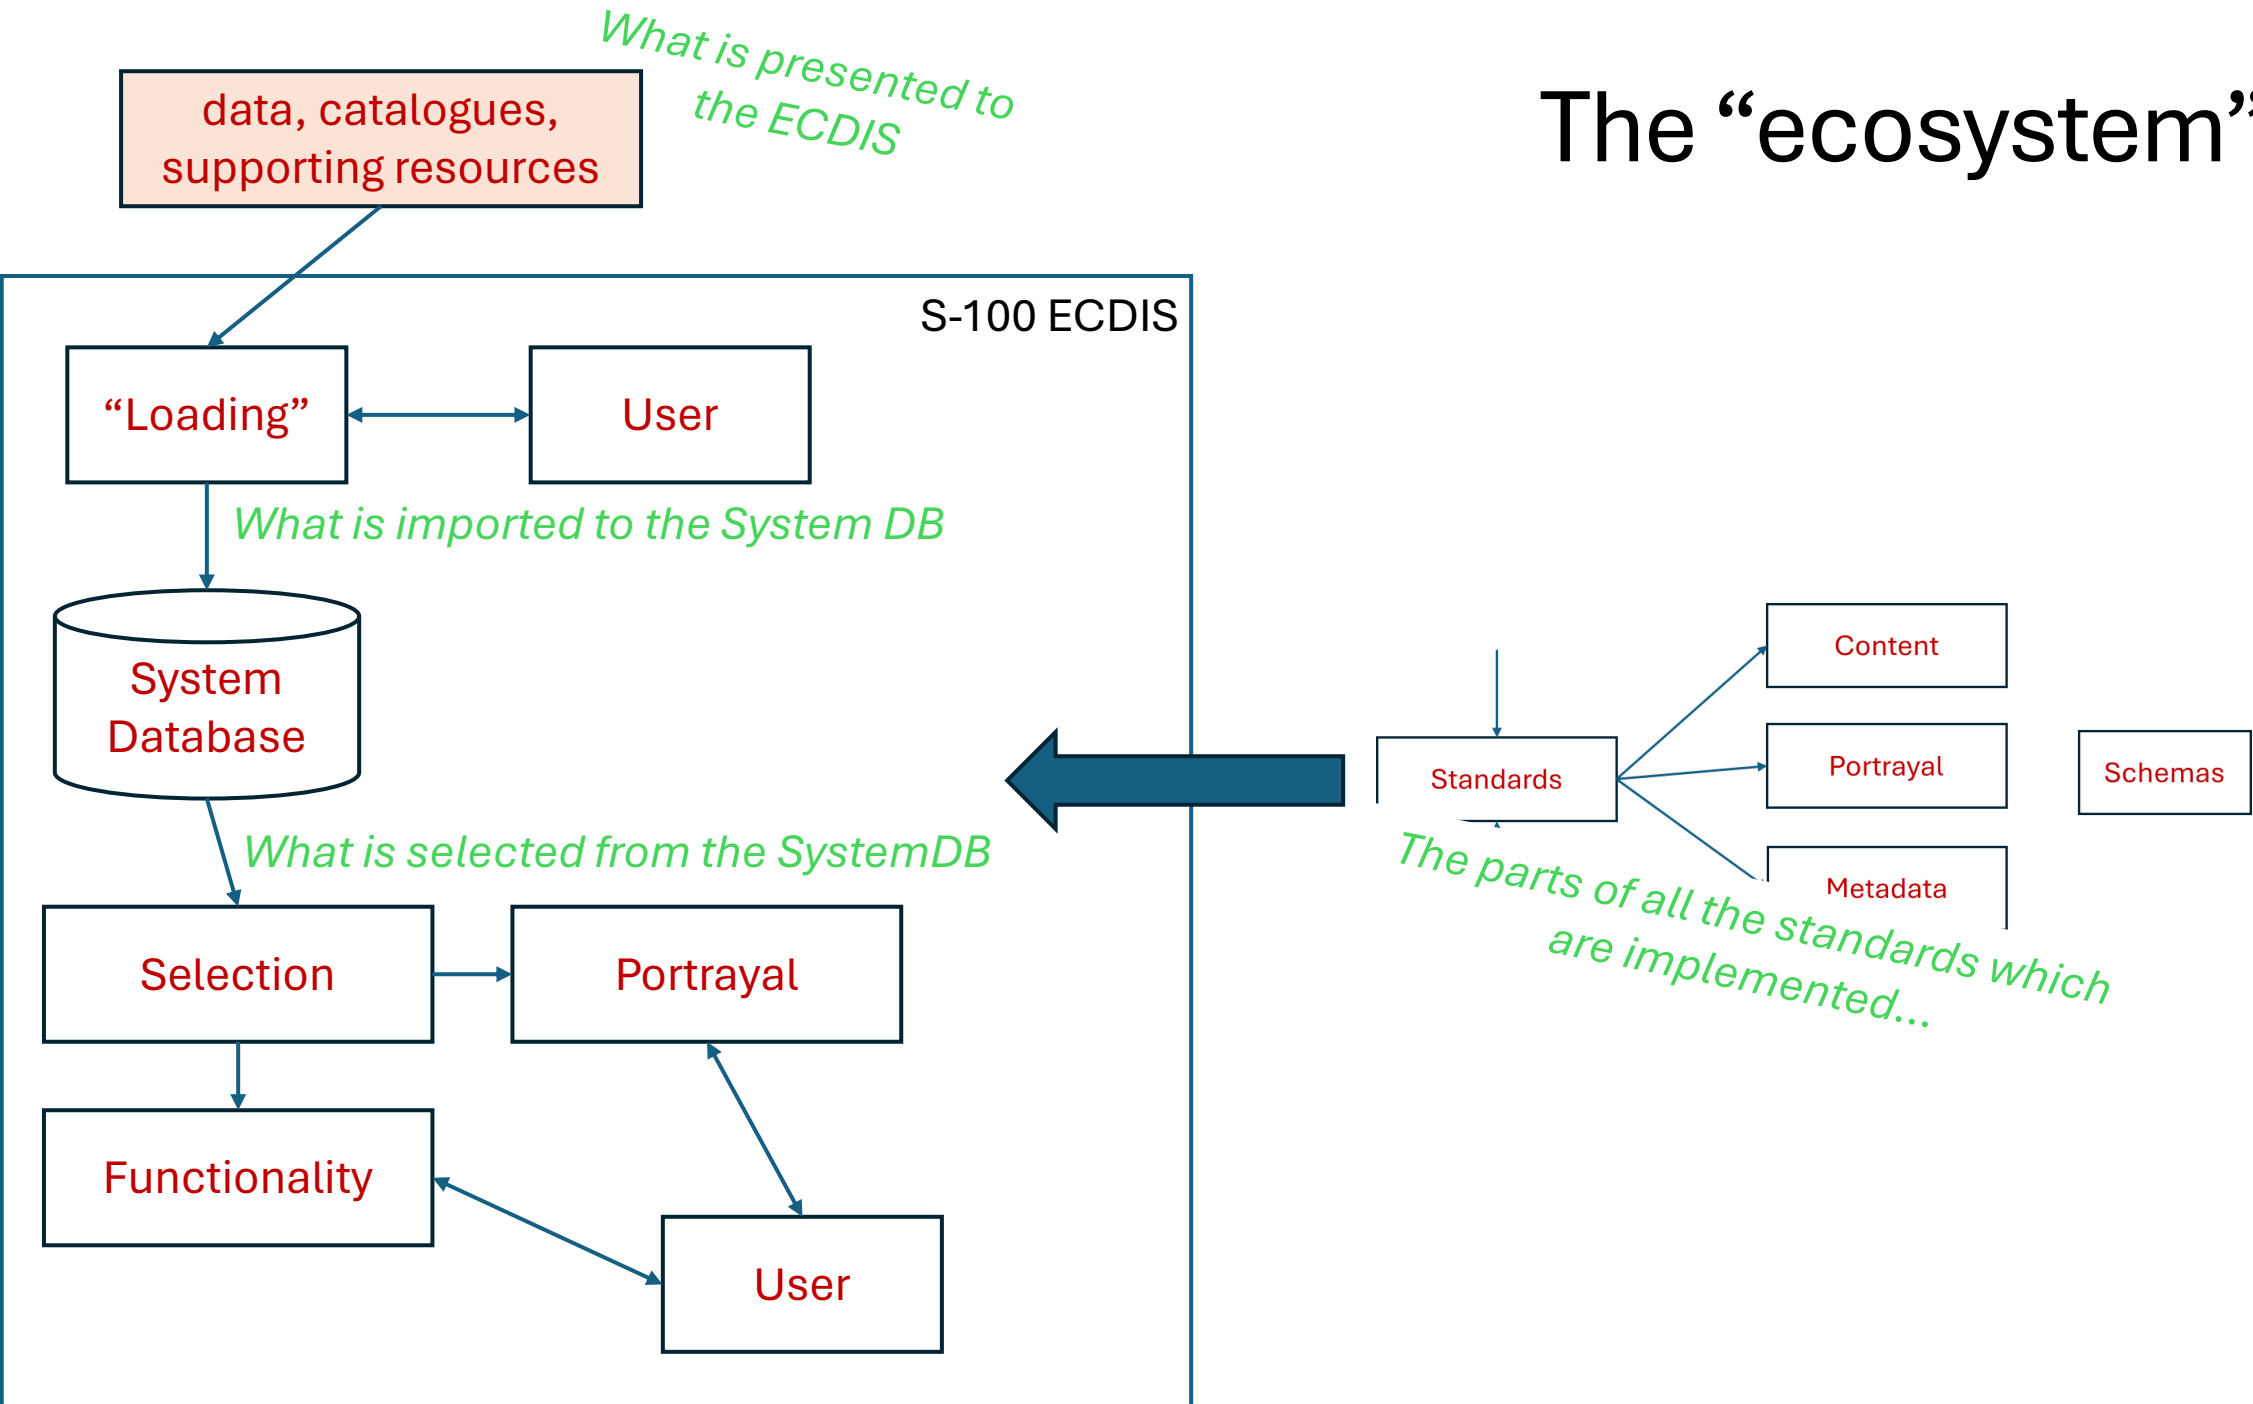 What is presented to
the ECDIS
data, catalogues,
supporting resources
The “ecosystem”
S-100 ECDIS
“Loading”
User
What is imported to the System DB
System
Database
What is selected from the SystemDB
Selection
Portrayal
Functionality
User
Content
Standards
Portrayal
Schemas
Metadata
The parts of all the standards which
are implemented...